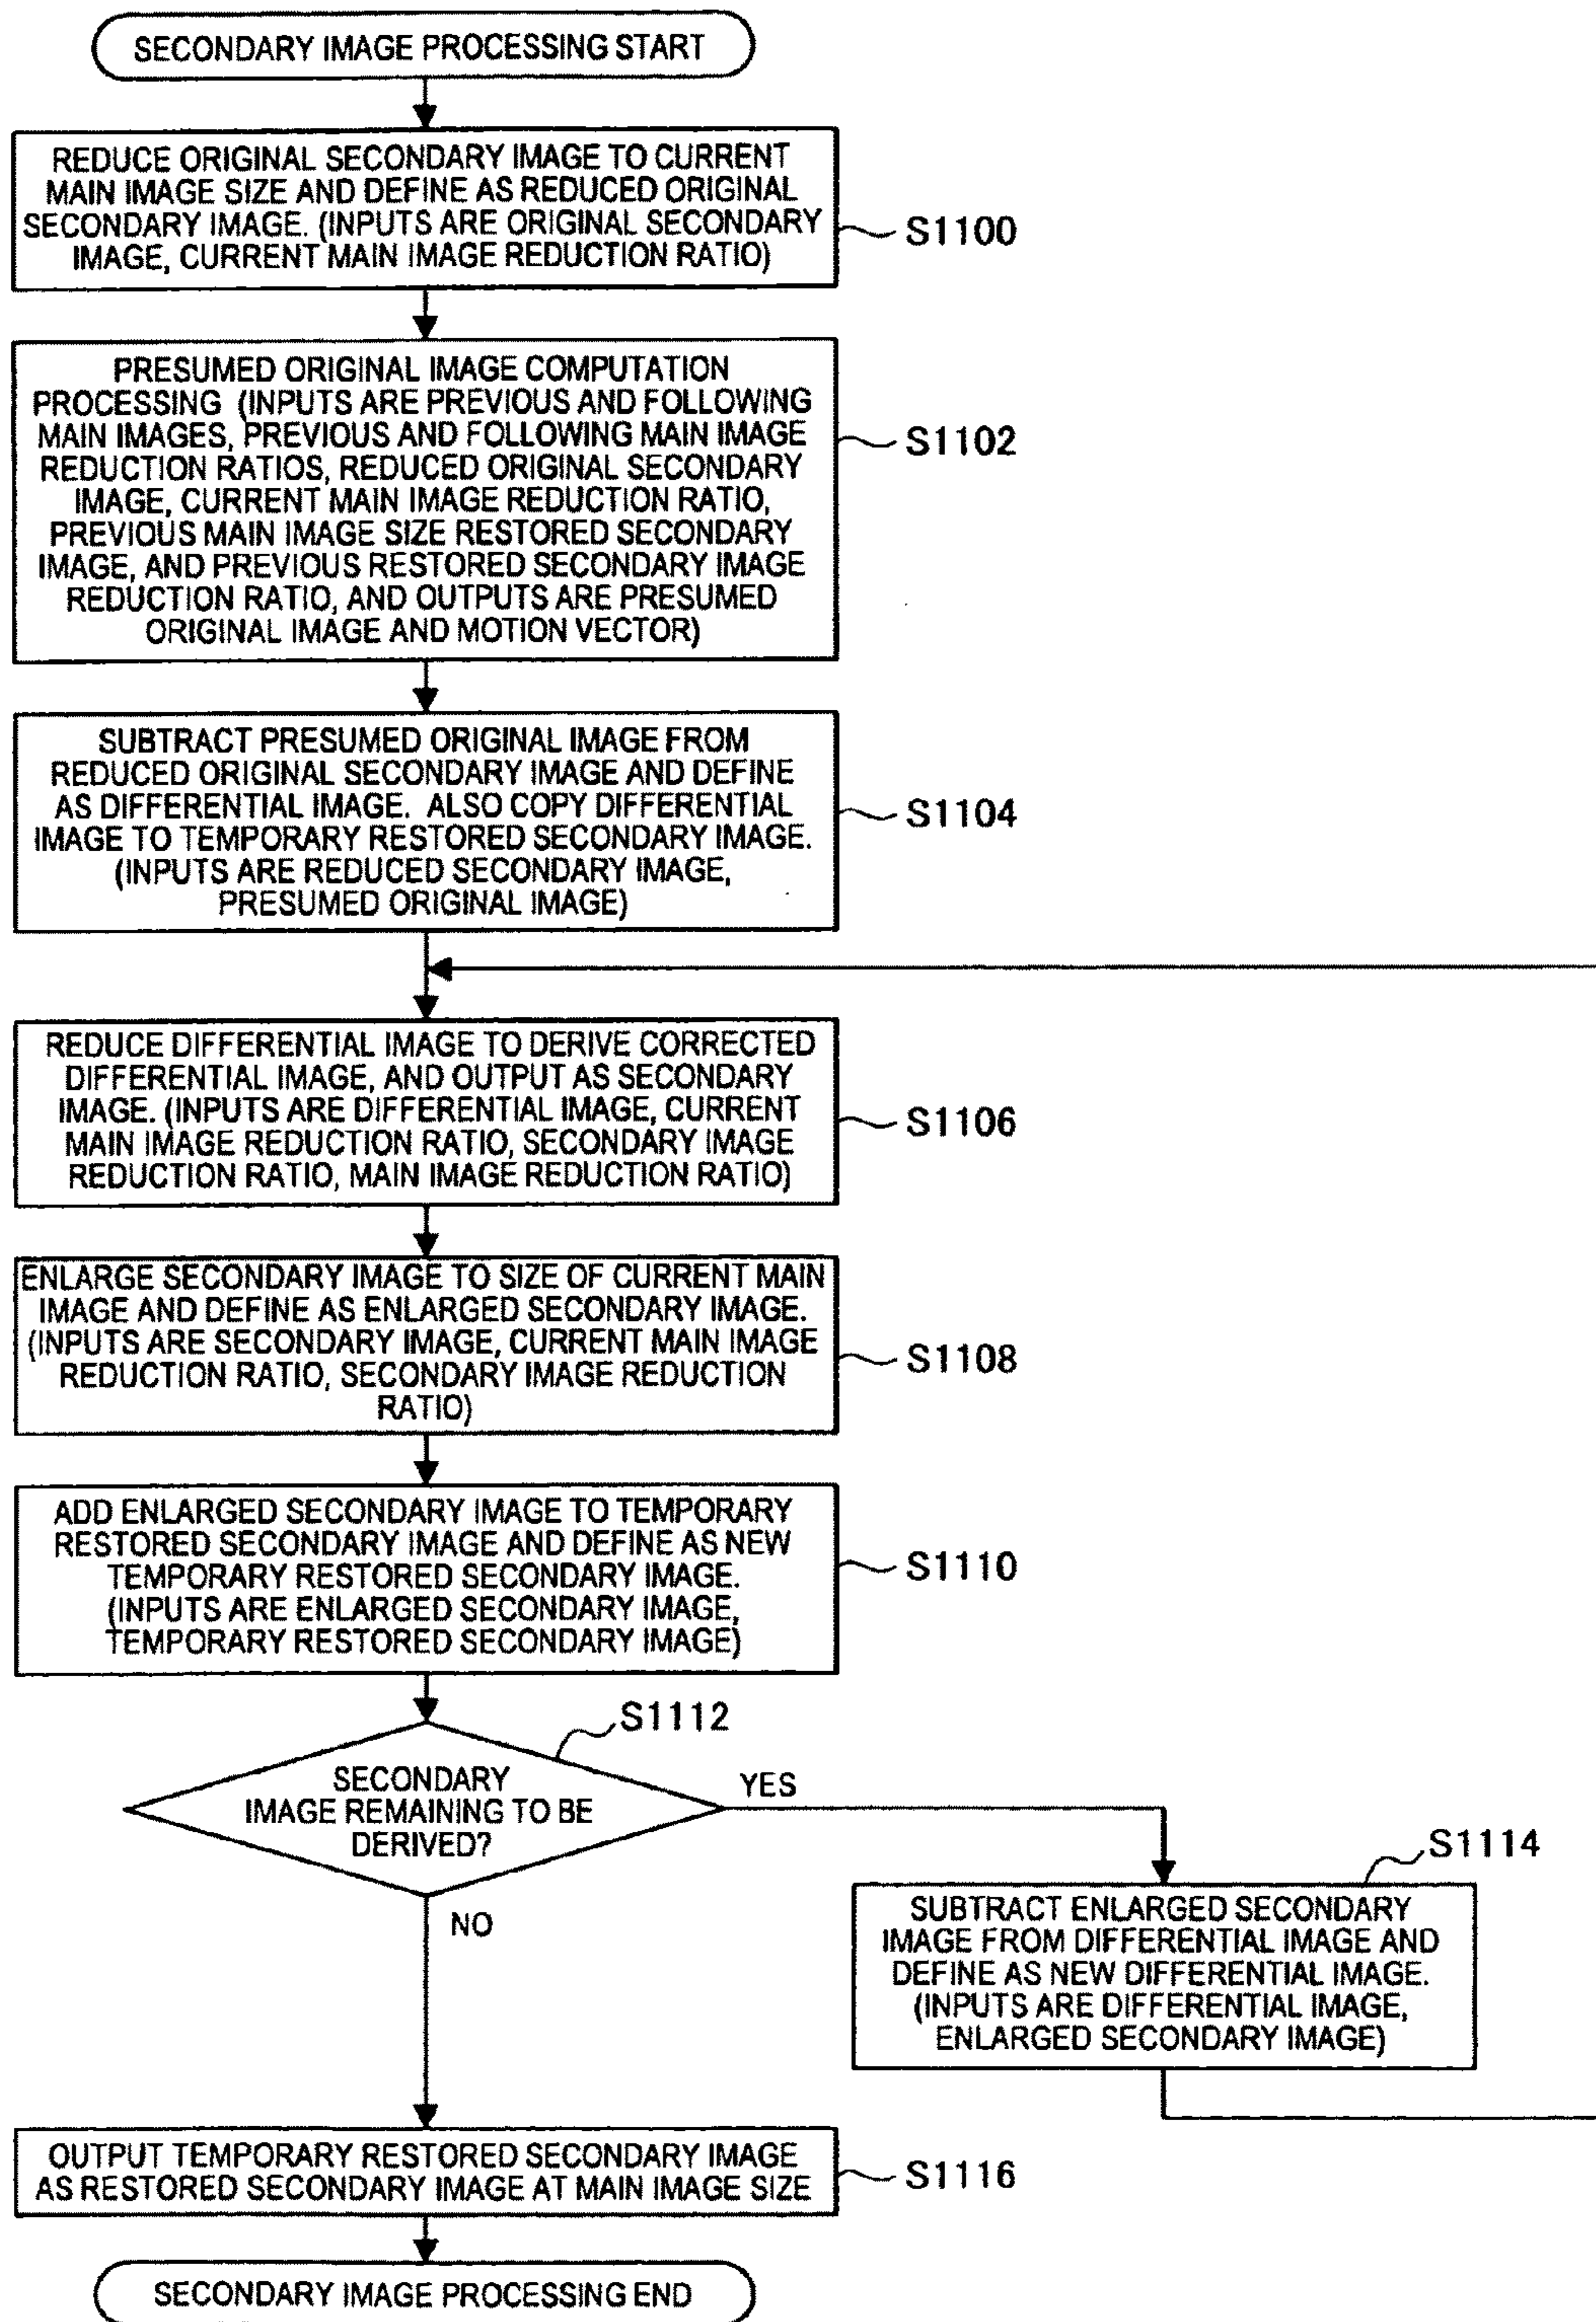 SECONDARY IMAGE PROCESSING START
REDUCE ORIGINAL SECONDARY IMAGE TO CURRENT
MAIN IMAGE SIZE AND DEFINE AS REDUCED ORIGINAL
SECONDARY IMAGE. (INPUTS ARE ORIGINAL SECONDARY
IMAGE, CURRENT MAIN IMAGE REDUCTION RATIO)
S1100
PRESUMED ORIGINAL IMAGE COMPUTATION
PROCESSING (INPUTS ARE PREVIOUS AND FOLLOWING
MAIN IMAGES, PREVIOUS AND FOLLOWING MAIN IMAGE
REDUCTION RATIOS, REDUCED ORIGINAL SECONDARY
IMAGE, CURRENT MAIN IMAGE REDUCTION RATIO,
PREVIOUS MAIN IMAGE SIZE RESTORED SECONDARY
IMAGE, AND PREVIOUS RESTORED SECONDARY IMAGE
REDUCTION RATIO, AND OUTPUTS ARE PRESUMED
ORIGINAL IMAGE AND MOTION VECTOR)
S1102
SUBTRACT PRESUMED ORIGINAL IMAGE FROM
REDUCED ORIGINAL SECONDARY IMAGE AND DEFINE
AS DIFFERENTIAL IMAGE. ALSO COPY DIFFERENTIAL
IMAGE TO TEMPORARY RESTORED SECONDARY IMAGE.
(INPUTS ARE REDUCED SECONDARY IMAGE,
PRESUMED ORIGINAL IMAGE)
S1104
REDUCE DIFFERENTIAL IMAGE TO DERIVE CORRECTED
DIFFERENTIAL IMAGE, AND OUTPUT AS SECONDARY
IMAGE. (INPUTS ARE DIFFERENTIAL IMAGE, CURRENT
MAIN IMAGE REDUCTION RATIO, SECONDARY IMAGE
REDUCTION RATIO, MAIN IMAGE REDUCTION RATIO)
S1106
ENLARGE SECONDARY IMAGE TO SIZE OF CURRENT MAIN
IMAGE AND DEFINE AS ENLARGED SECONDARY IMAGE.
(INPUTS ARE SECONDARY IMAGE, CURRENT MAIN IMAGE
REDUCTION RATIO, SECONDARY IMAGE REDUCTION
RATIO)
S1108
ADD ENLARGED SECONDARY IMAGE TO TEMPORARY
RESTORED SECONDARY IMAGE AND DEFINE AS NEW
TEMPORARY RESTORED SECONDARY IMAGE.
(INPUTS ARE ENLARGED SECONDARY IMAGE,
TEMPORARY RESTORED SECONDARY IMAGE)
S1110
S1112
SECONDARY
IMAGE REMAINING TO BE
DERIVED?
YES
NO
S1114
SUBTRACT ENLARGED SECONDARY
IMAGE FROM DIFFERENTIAL IMAGE AND
DEFINE AS NEW DIFFERENTIAL IMAGE.
(INPUTS ARE DIFFERENTIAL IMAGE,
ENLARGED SECONDARY IMAGE)
OUTPUT TEMPORARY RESTORED SECONDARY IMAGE
AS RESTORED SECONDARY IMAGE AT MAIN IMAGE SIZE
S1116
SECONDARY IMAGE PROCESSING END